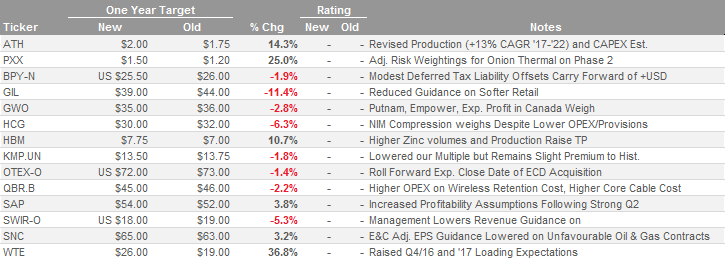 One Year Target Rating
Ticker New Old % Chg New Old Notes
ATH $2.00 $1.75 14.3% - - Revised Production (+13% CAGR '17-'22) and CAPEX Est.
PXX $1.50 $1.20 25.0% - - Adj. Risk Weightings for Onion Thermal on Phase 2
BPY-N US $25.50 $26.00 -1.9% - - Modest Deferred Tax Liability Offsets Carry Forward of +USD
GIL $39.00 $44.00 -11.4% - - Reduced Guidance on Softer Retail
GWO $35.00 $36.00 -2.8% - - Putnam, Empower, Exp. Profit in Canada Weigh
HCG $30.00 $32.00 -6.3% - - NIM Compression weighs Despite Lower OPEX/Provisions
HBM $7.75 $7.00 10.7% - - Higher Zinc volumes and Production Raise TP
KMP.UN $13.50 $13.75 -1.8% - - Lowered our Multiple but Remains Slight Premium to Hist.
OTEX-O US $72.00 $73.00 -1.4% - - Roll Forward Exp. Close Date of ECD Acquisition
QBR.B $45.00 $46.00 -2.2% - - Higher OPEX on Wireless Retention Cost, Higher Core Cable Cost
SAP $54.00 $52.00 3.8% - - Increased Profitability Assumptions Following Strong Q2
SWIR-O US $18.00 $19.00 -5.3% - - Management Lowers Revenue Guidance on
SNC $65.00 $63.00 3.2% - - E&C Adj. EPS Guidance Lowered on Unfavourable Oil & Gas Contracts
WTE $26.00 $19.00 36.8% - - Raised Q4/16 and '17 Loading Expectations